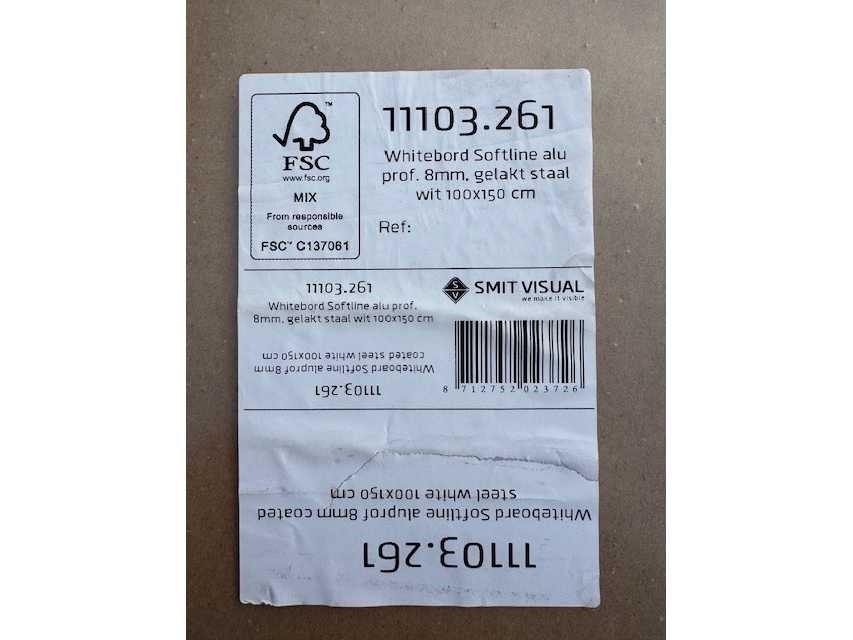 FSC™
www.fsc.org
MIX
From responsible
sources
FSC™ C137061
11103.261
Whitebord Softline alu
prof. 8mm, gelakt staal
wit 100x150 cm
Ref:
11103.261
Whitebord Softline alu prof.
8mm, gelakt staal wit 100x150 cm
SMIT VISUAL
we make it visible
S
V
8 712752 023726
11103.261
Whiteboard Softline aluprof 8mm
coated steel white 100x150 cm
11103.261
Whiteboard Softline aluprof 8mm coated
steel white 100x150 cm